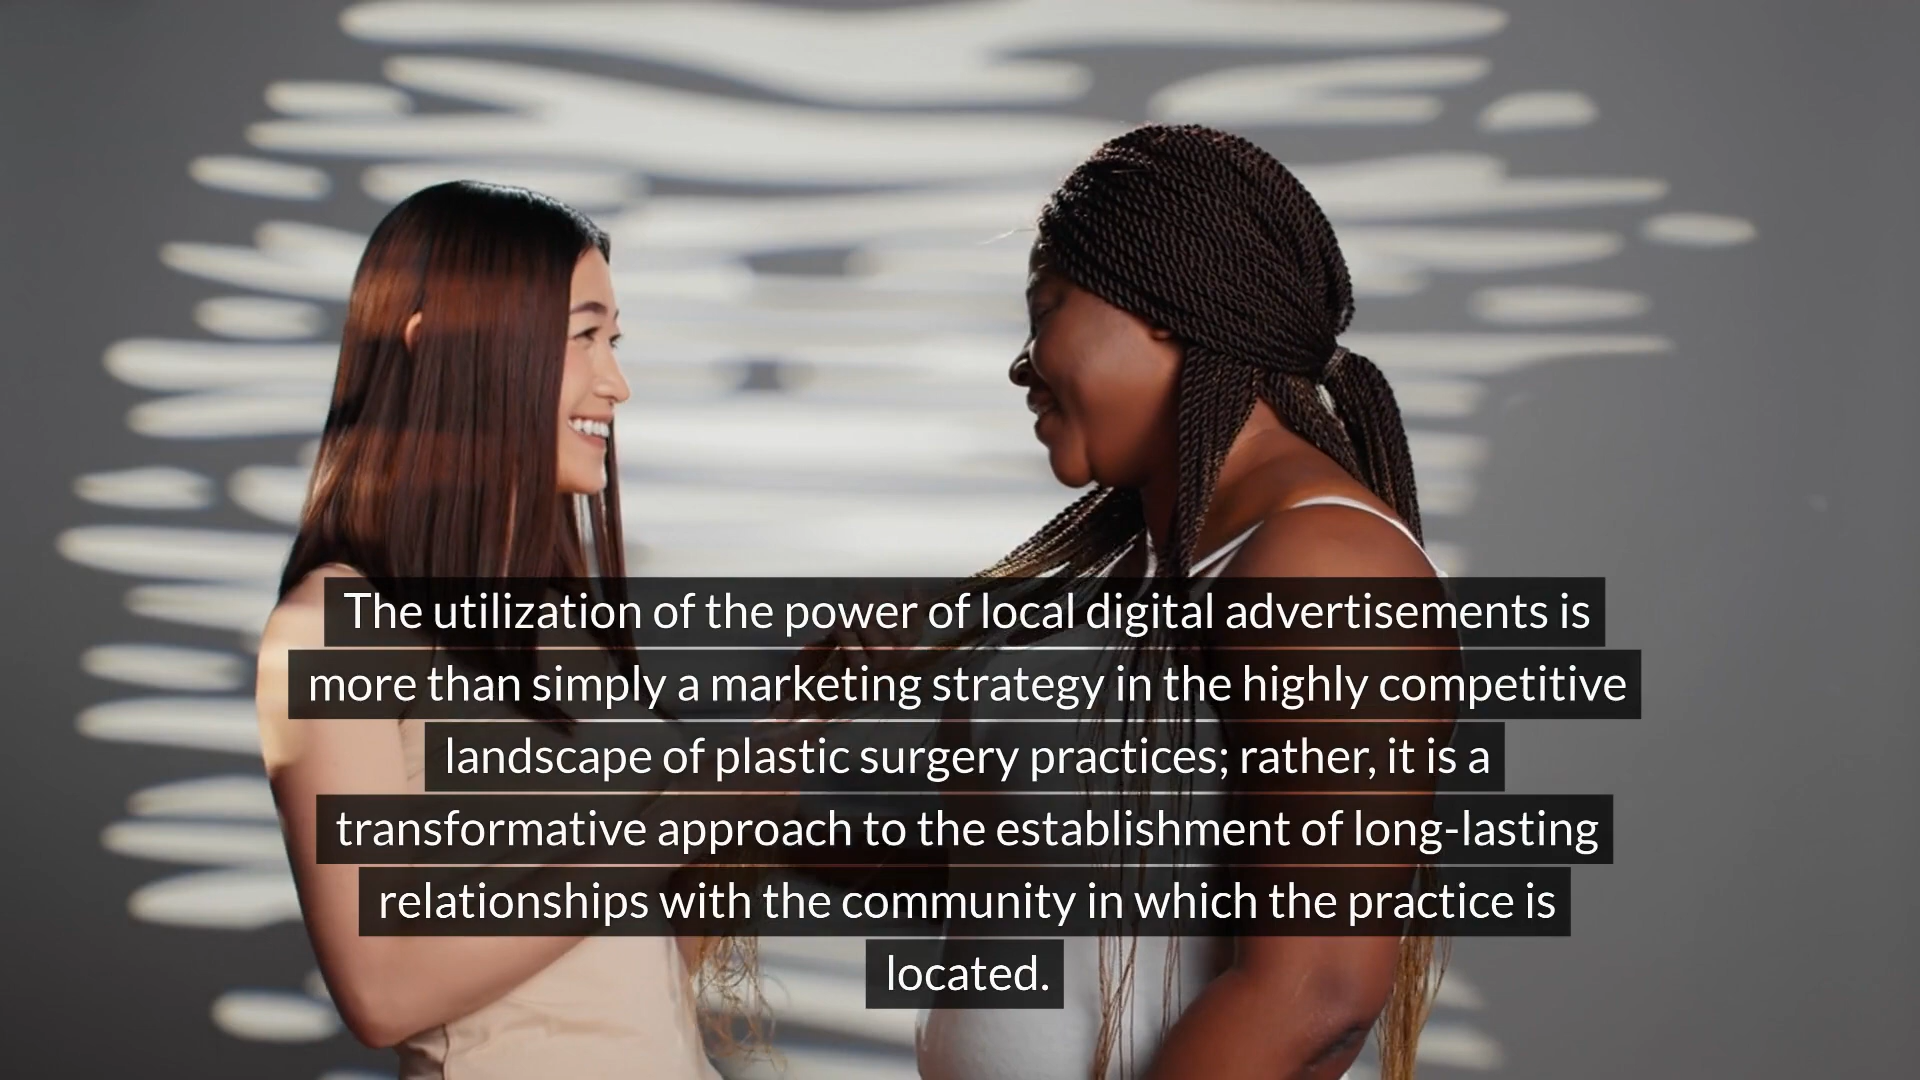 The utilization of the power of local digital advertisements is
more than simply a marketing strategy in the highly competitive
landscape of plastic surgery practices; rather, it is a
transformative approach to the establishment of long-lasting
relationships with the community in which the practice is
located.